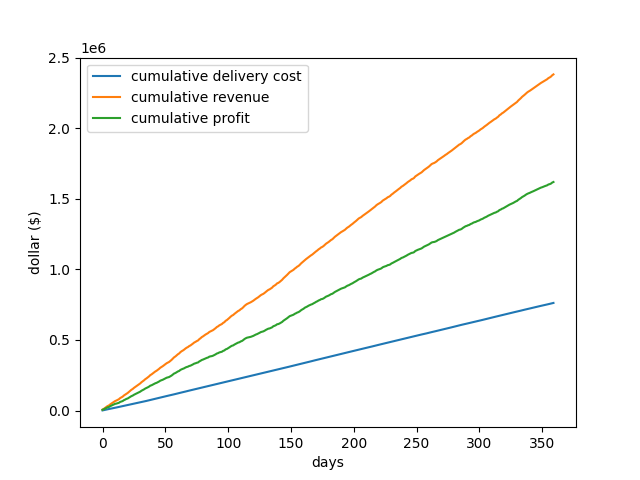 1e6
2.5
2.0
1.5
1.0
0.5
0.0
dollar ($)
cumulative delivery cost
cumulative revenue
cumulative profit
0 50 100 150 200 250 300 350
days